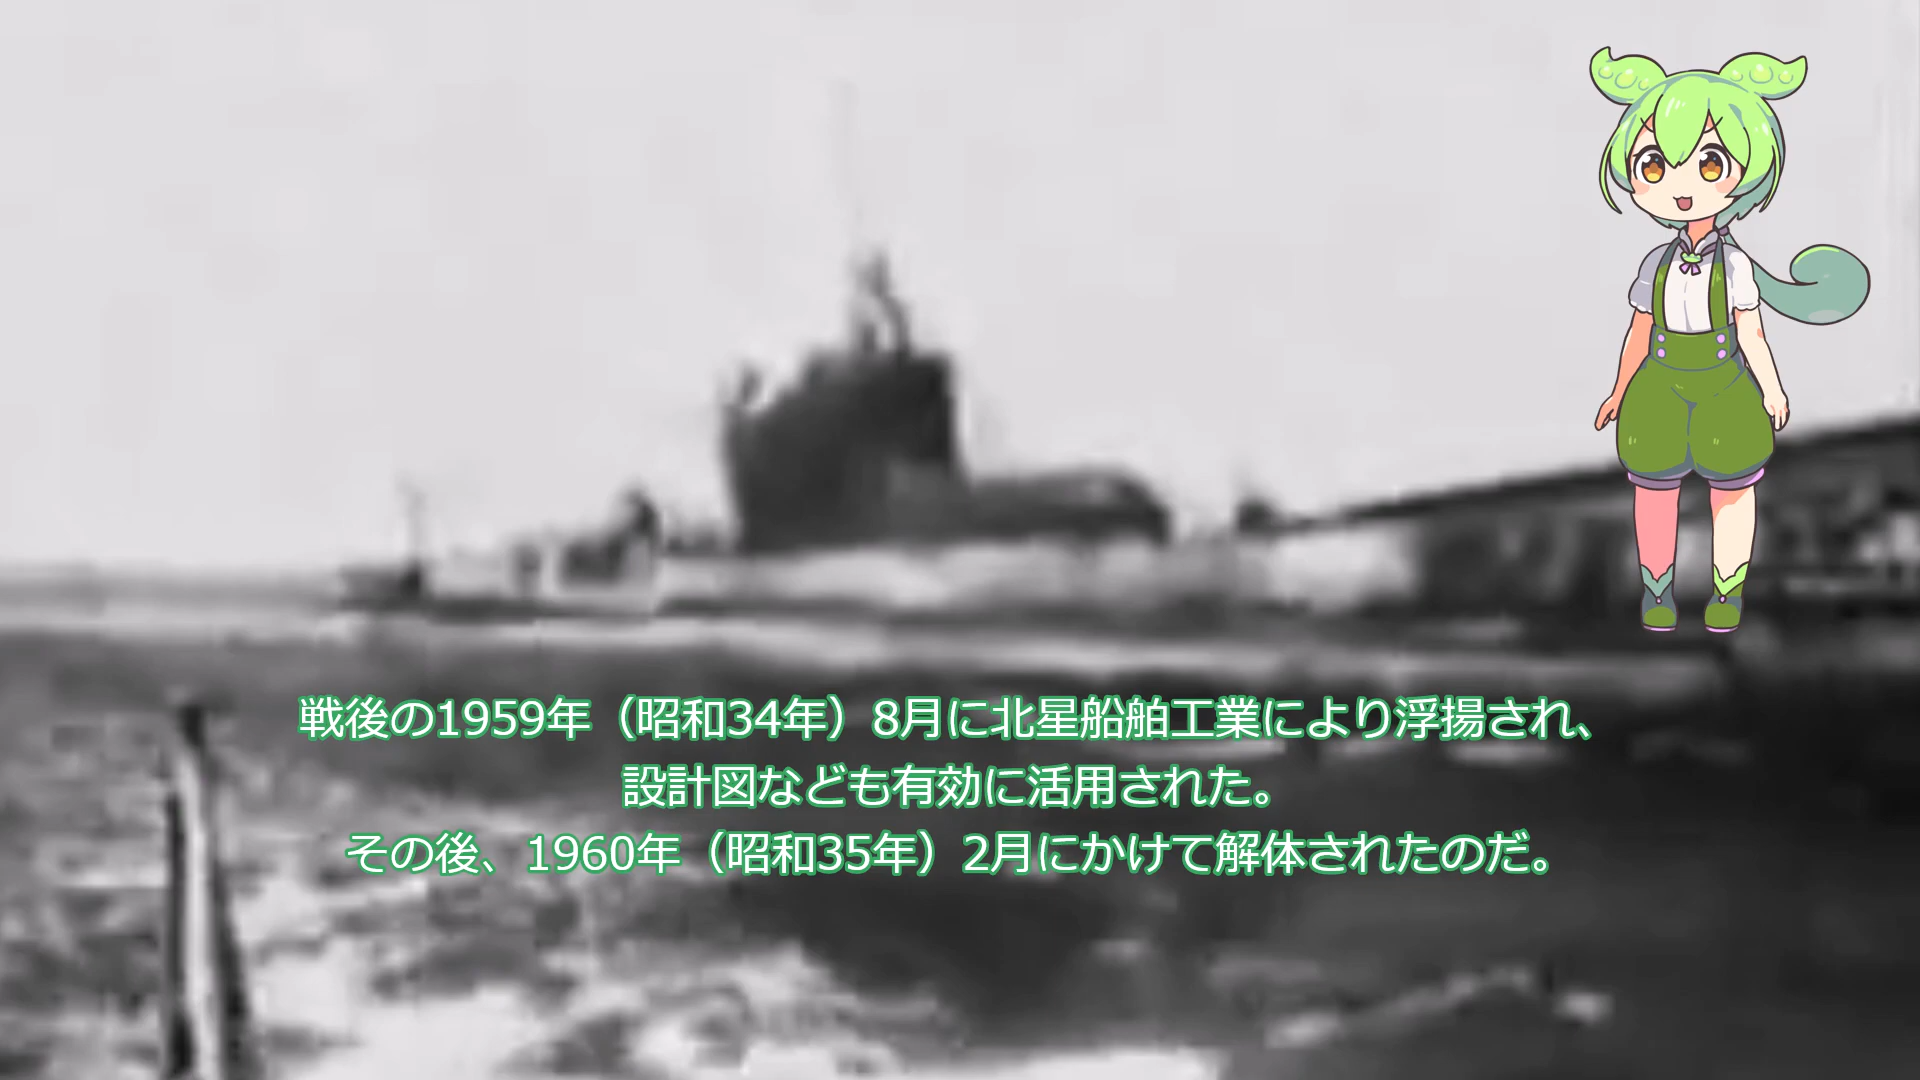 戦後の1959年（昭和34年）8月に北星船舶工業により浮揚され、
設計図なども有効に活用された。
その後、1960年（昭和35年）2月にかけて解体されたのだ。